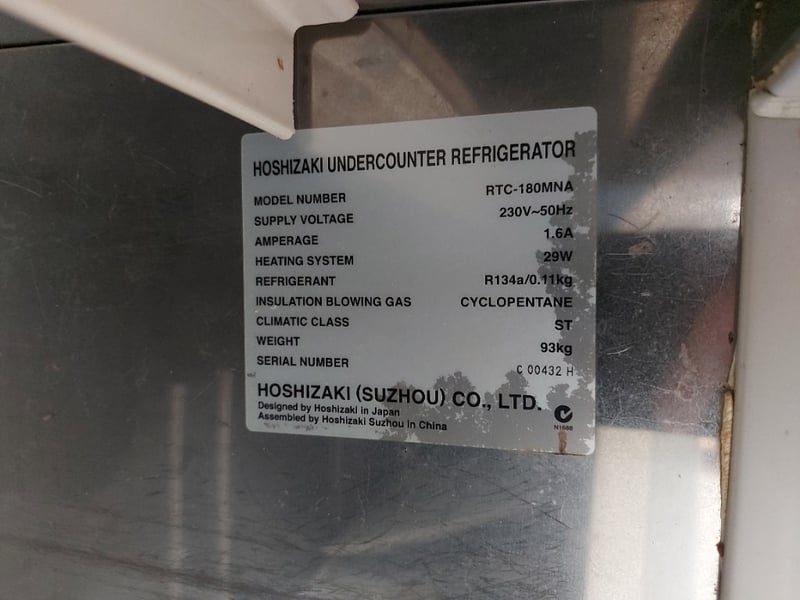 HOSHIZAKI UNDERCOUNTER REFRIGERATOR
MODEL NUMBER RTC-180MNA
SUPPLY VOLTAGE 230V~50Hz
AMPERAGE 1.6A
HEATING SYSTEM 29W
REFRIGERANT R134a/0.11kg
INSULATION BLOWING GAS CYCLOPENTANE
CLIMATIC CLASS ST
WEIGHT 93kg
SERIAL NUMBER C 00432 H
HOSHIZAKI (SUZHOU) CO., LTD.
Designed by Hoshizaki in Japan
Assembled by Hoshizaki Suzhou in China